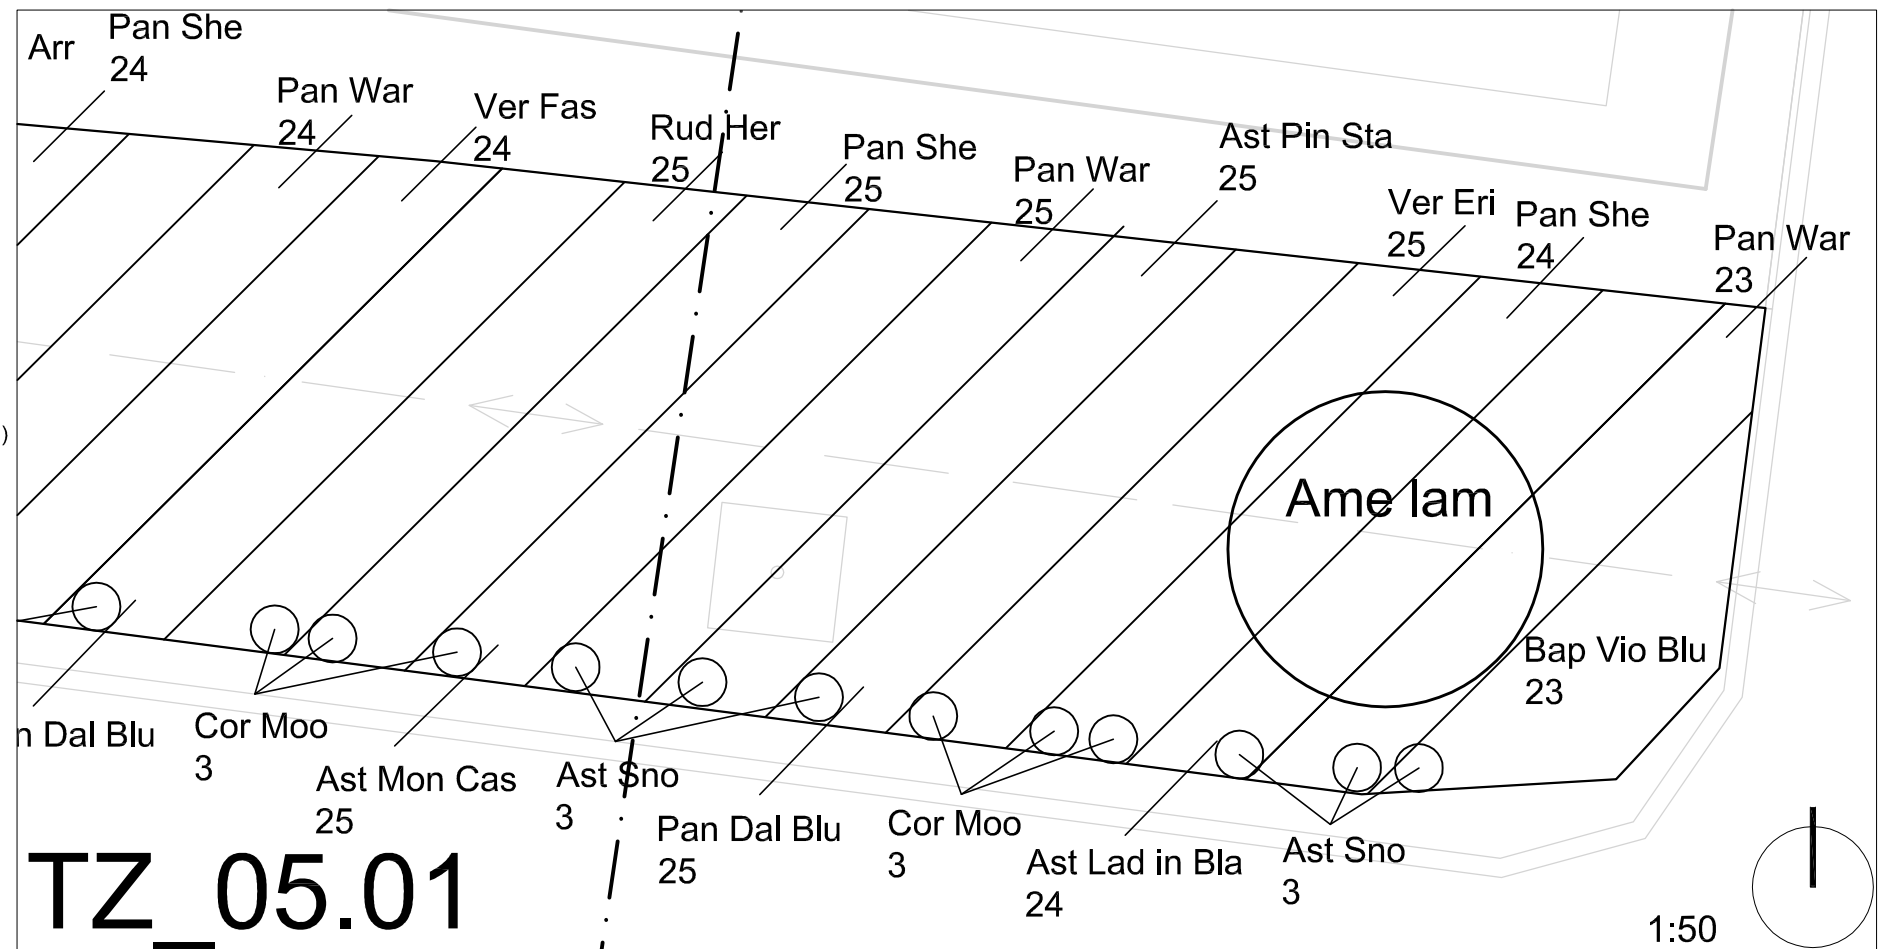 Arr
Pan She
24
Pan War
24
Ver Fas
24
Rud Her
25
Pan She
25
Pan War
25
Ast Pin Sta
25
Ver Eri
25
Pan She
24
Pan War
23
)
Ame lam
Bap Vio Blu
23
n Dal Blu
Cor Moo
3
Ast Mon Cas
25
Ast Sno
3
Pan Dal Blu
25
Cor Moo
3
Ast Lad in Bla
24
Ast Sno
3
TZ_05.01
1:50